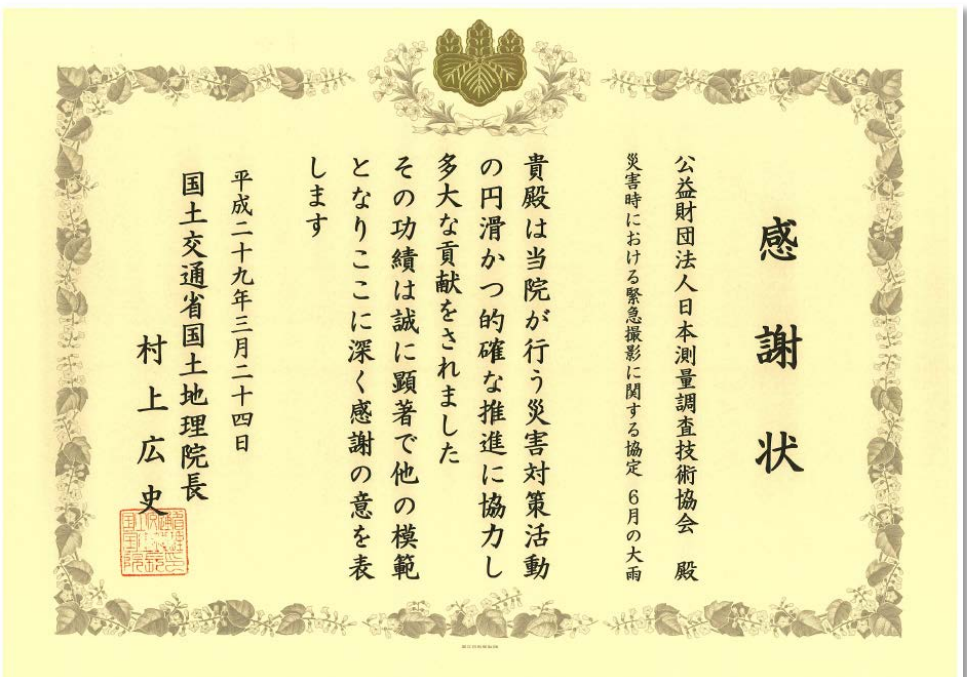 感謝状
公益財団法人日本測量調査技術協会 殿
災害時における緊急撮影に関する協定 6月の大雨
貴殿は当院が行う災害対策活動
の円滑かつ的確な推進に協力し
多大な貢献をされました
その功績は誠に顕著で他の模範
となりここに深く感謝の意を表
します
平成二十九年三月二十四日
国土交通省国土地理院長
村上広史